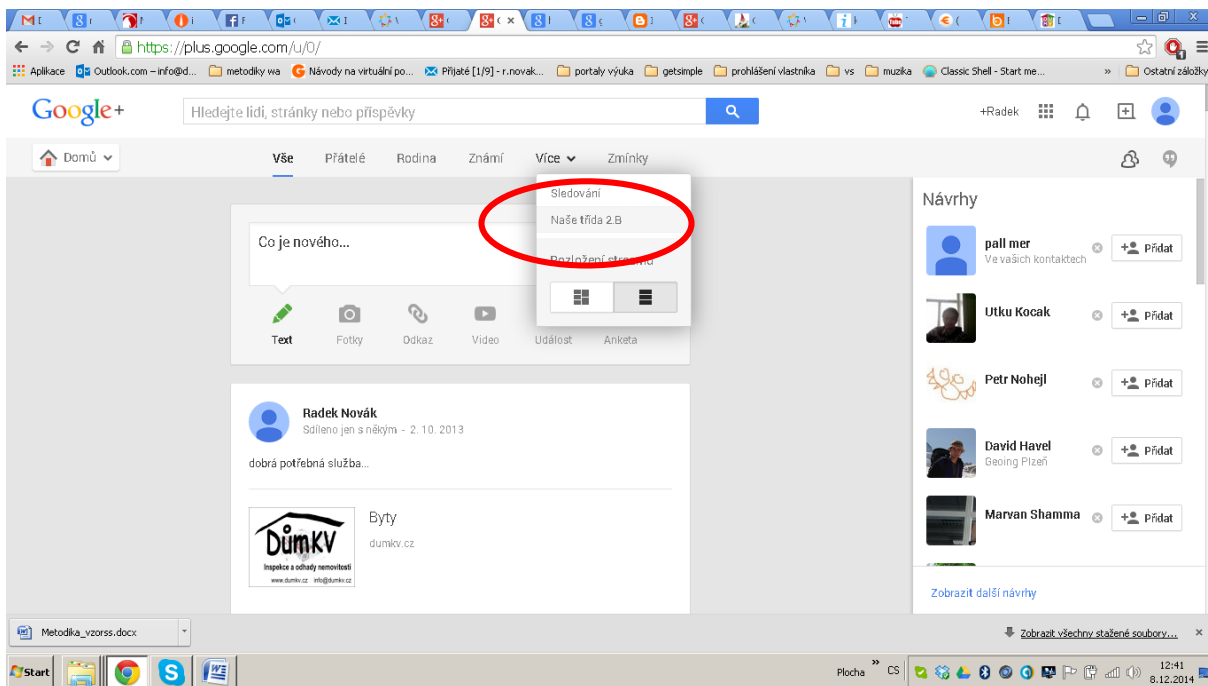 https://plus.google.com/u/0/
Aplikace Outlook.com – info@d... metodiky wa Návody na virtuální po... Přijaté [1/9] - r.novak... portaly výuka getsimple prohlášení vlastníka vs muzika Classic Shell - Start me... » Ostatní záložky
Google+ Hledejte lidi, stránky nebo příspěvky +Radek
Domů Vše Přátelé Rodina Známí Více Zmínky
Sledování
Naše třída 2.B
Rozložení streamu
Co je nového...
Text Fotky Odkaz Video Událost Anketa
Radek Novák
Sdíleno jen s někým - 2. 10. 2013
dobrá potřebná služba...
DůmKV
Inspekce a odhady nemovitostí
www.dumkv.cz info@dumkv.cz
Byty
dumkv.cz
Návrhy
pall mer
Ve vašich kontaktech
Přidat
Utku Kocak
Přidat
Petr Nohejl
Přidat
David Havel
Geoing Plzeň
Přidat
Marvan Shamma
Přidat
Zobrazit další návrhy
Metodika_vzorss.docx Zobrazit všechny stažené soubory...
Start Plocha » CS 12:41
8.12.2014